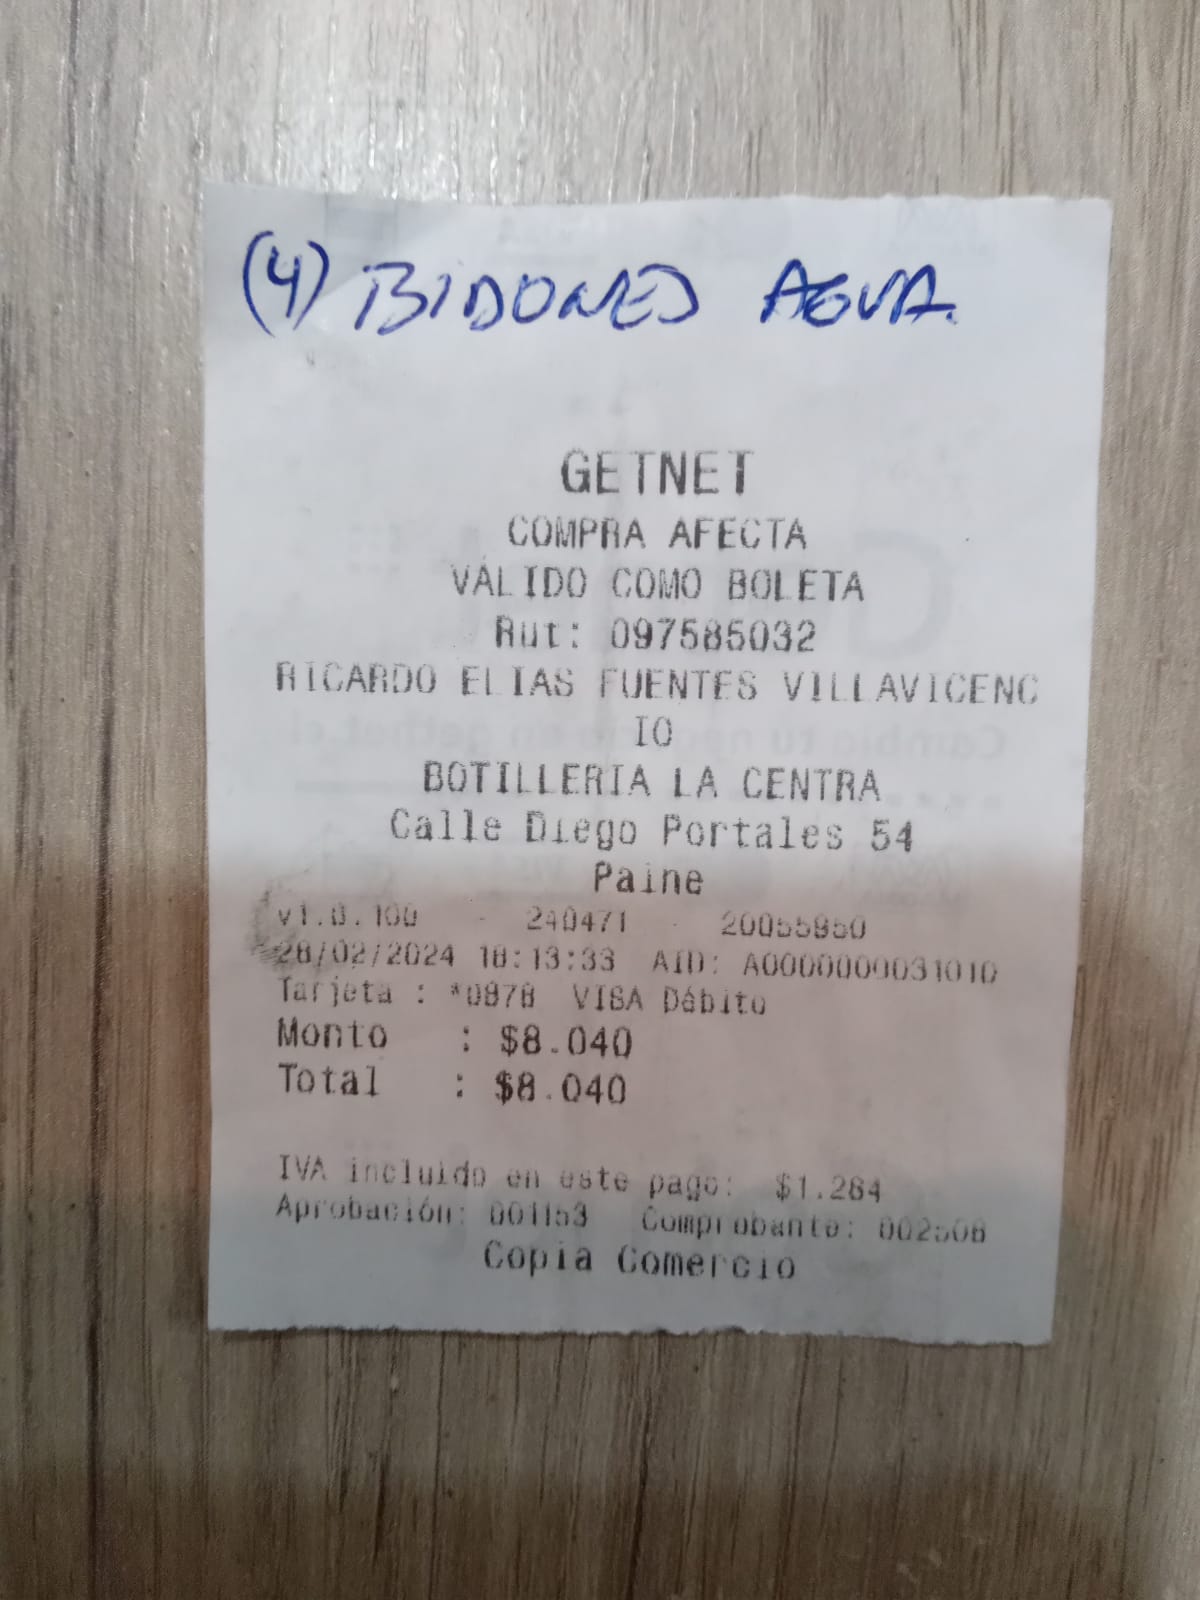 (4) BIDONES AGUA.
GETNET
COMPRA AFECTA
VALIDO COMO BOLETA
Rut: 097585032
RICARDO ELIAS FUENTES VILLAVICENC
IO
BOTILLERIA LA CENTRA
Calle Diego Portales 54
Paine
v1.0.100 - 240471 - 20055950
28/02/2024 18:13:33 AID: A0000000031010
Tarjeta : *0878 VISA Débito
Monto : $8.040
Total : $8.040
IVA incluido en este pago: $1.284
Aprobación: 001153 Comprobante: 002508
Copia Comercio